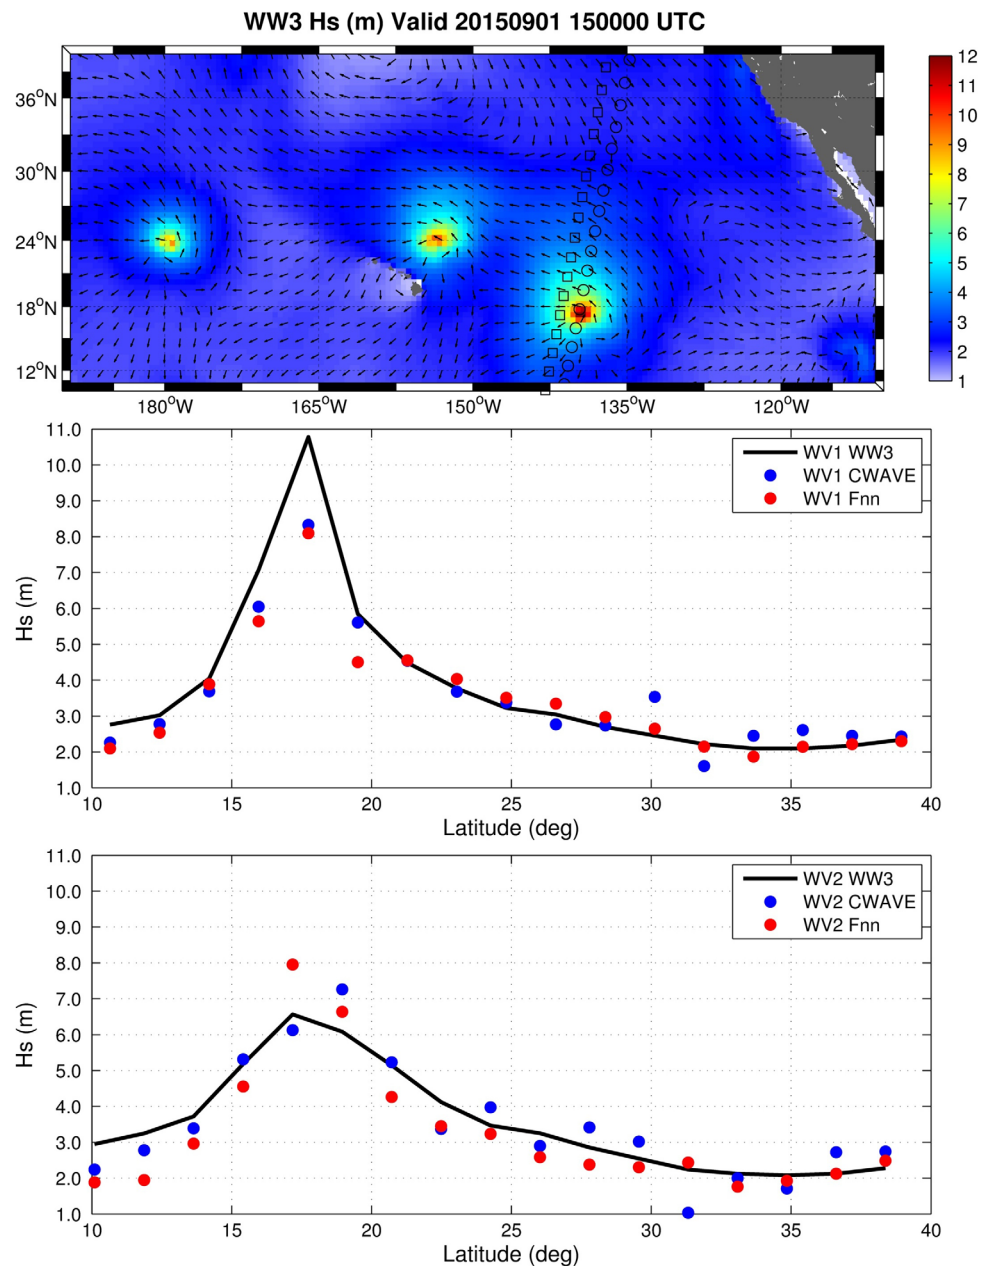 WW3 Hs (m) Valid 20150901 150000 UTC
36°N
30°N
24°N
18°N
12°N
180°W
165°W
150°W
135°W
120°W
12
11
10
9
8
7
6
5
4
3
2
1
11.0
10.0
9.0
8.0
7.0
6.0
5.0
4.0
3.0
2.0
1.0
Hs (m)
WV1 WW3
WV1 CWAVE
WV1 Fnn
10
15
20
25
30
35
40
Latitude (deg)
11.0
10.0
9.0
8.0
7.0
6.0
5.0
4.0
3.0
2.0
1.0
Hs (m)
WV2 WW3
WV2 CWAVE
WV2 Fnn
10
15
20
25
30
35
40
Latitude (deg)